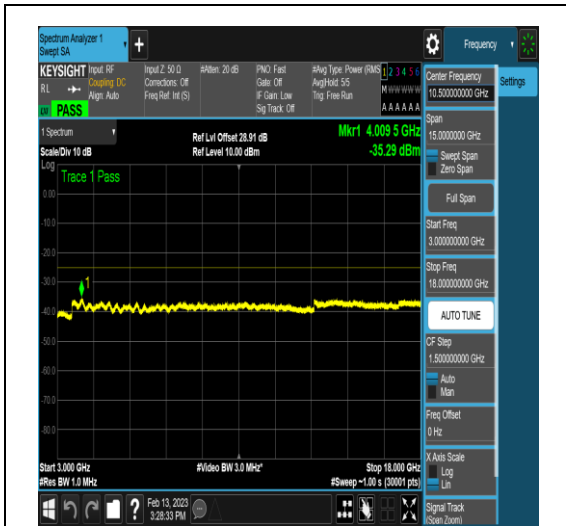 Spectrum Analyzer 1
Swept SA
+
Frequency
KEYSIGHT
RL
PASS
Input: RF
Coupling: DC
Align: Auto
Input Z: 50 Ω
Corrections: Off
Freq Ref: Int (S)
#Atten: 20 dB
PNO: Fast
Gate: Off
IF Gain: Low
Sig Track: Off
#Avg Type: Power (RMS
Avg|Hold: 5/5
Trig: Free Run
1 2 3 4 5 6
M W W W W W
A A A A A A
1 Spectrum
Scale/Div 10 dB
Ref Lvl Offset 28.91 dB
Ref Level 10.00 dBm
Mkr1 4.009 5 GHz
-35.29 dBm
Log
Trace 1 Pass
0.00
-10.0
-20.0
-30.0
-40.0
-50.0
-60.0
-70.0
-80.0
1
Start 3.000 GHz
#Res BW 1.0 MHz
#Video BW 3.0 MHz*
Stop 18.000 GHz
#Sweep ~1.00 s (30001 pts)
Feb 13, 2023
3:28:33 PM
Center Frequency
10.500000000 GHz
Settings
Span
15.0000000 GHz
Swept Span
Zero Span
Full Span
Start Freq
3.000000000 GHz
Stop Freq
18.000000000 GHz
AUTO TUNE
CF Step
1.500000000 GHz
Auto
Man
Freq Offset
0 Hz
X Axis Scale
Log
Lin
Signal Track
(Span Zoom)